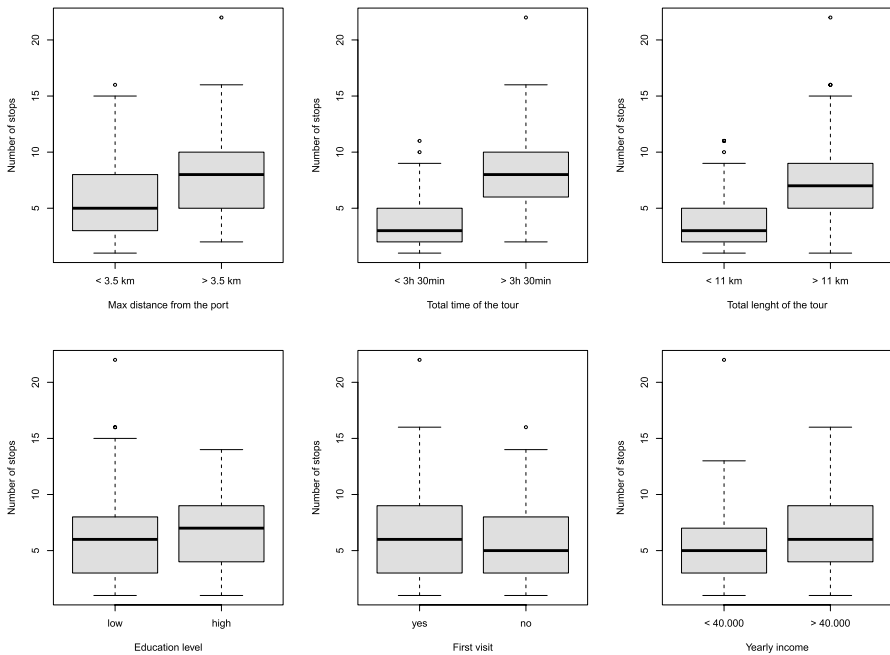 20
15
10
5
Number of stops
< 3.5 km > 3.5 km
Max distance from the port
20
15
10
5
Number of stops
< 3h 30min > 3h 30min
Total time of the tour
20
15
10
5
Number of stops
< 11 km > 11 km
Total lenght of the tour
20
15
10
5
Number of stops
low high
Education level
20
15
10
5
Number of stops
yes no
First visit
20
15
10
5
Number of stops
< 40.000 > 40.000
Yearly income